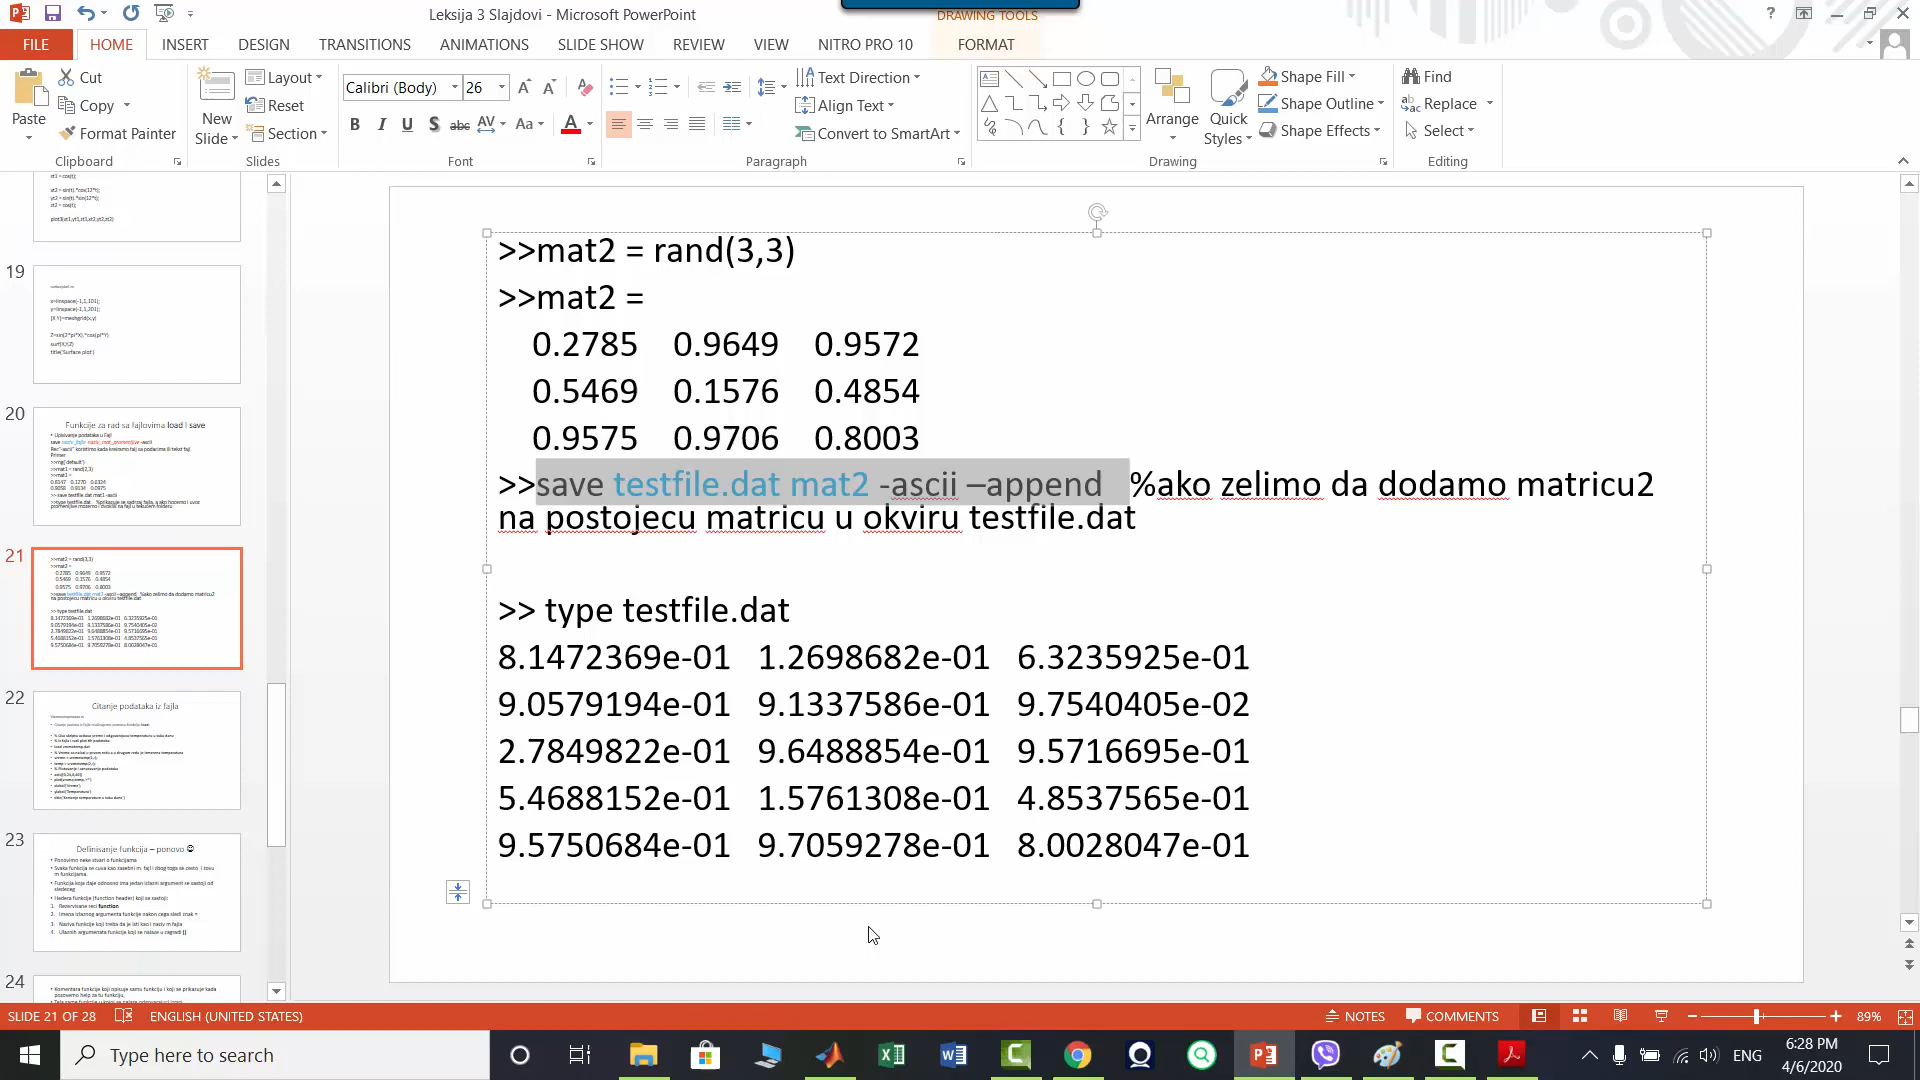 Leksija 3 Slajdovi - Microsoft PowerPoint
DRAWING TOOLS
?
FILE
HOME
INSERT
DESIGN
TRANSITIONS
ANIMATIONS
SLIDE SHOW
REVIEW
VIEW
NITRO PRO 10
FORMAT
Paste
Cut
Copy
Format Painter
Clipboard
New Slide
Layout
Reset
Section
Slides
Calibri (Body)
26
Font
Paragraph
Text Direction
Align Text
Convert to SmartArt
Arrange
Quick Styles
Shape Fill
Shape Outline
Shape Effects
Drawing
Find
Replace
Select
Editing
19
20
Funkcije za rad sa fajlovima load I save
21
22
Citanje podataka iz fajla
23
Definisanje funkcija – ponovo
24
>>mat2 = rand(3,3)
>>mat2 =
0.2785 0.9649 0.9572
0.5469 0.1576 0.4854
0.9575 0.9706 0.8003
>>save testfile.dat mat2 -ascii –append %ako zelimo da dodamo matricu2
na postojecu matricu u okviru testfile.dat
>> type testfile.dat
8.1472369e-01 1.2698682e-01 6.3235925e-01
9.0579194e-01 9.1337586e-01 9.7540405e-02
2.7849822e-01 9.6488854e-01 9.5716695e-01
5.4688152e-01 1.5761308e-01 4.8537565e-01
9.5750684e-01 9.7059278e-01 8.0028047e-01
SLIDE 21 OF 28
ENGLISH (UNITED STATES)
NOTES
COMMENTS
89%
Type here to search
ENG
6:28 PM
4/6/2020